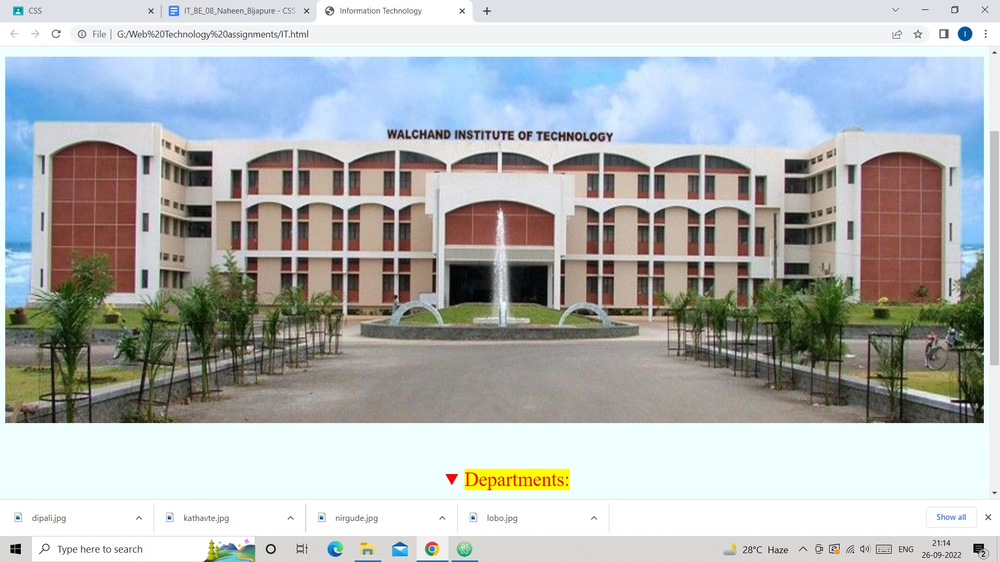 CSS
IT_BE_08_Naheen_Bijapure - CSS
Information Technology
File
G:/Web%20Technology%20assignments/IT.html
I
WALCHAND INSTITUTE OF TECHNOLOGY
Departments:
dipali.jpg
kathavte.jpg
nirgude.jpg
lobo.jpg
Show all
Type here to search
28°C Haze
ENG
21:14
26-09-2022
2